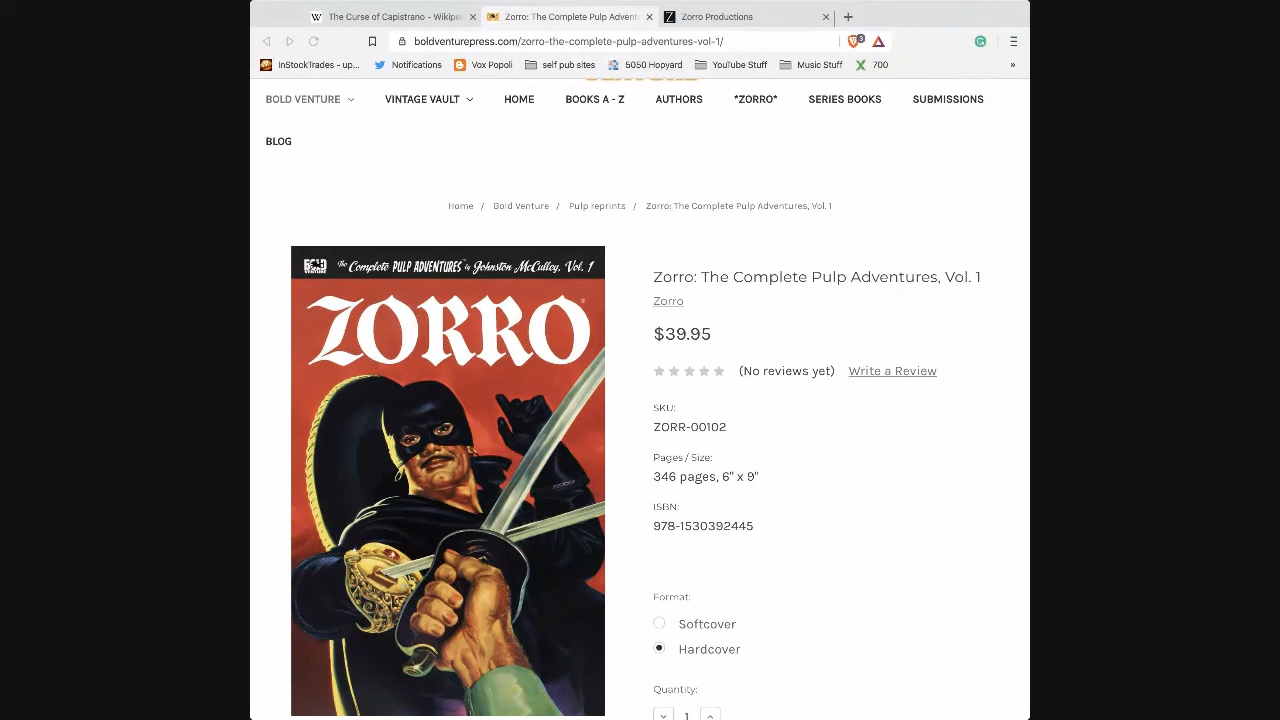 The Curse of Capistrano - Wikipe
Zorro: The Complete Pulp Advent
Zorro Productions
boldventurepress.com/zorro-the-complete-pulp-adventures-vol-1/
3
InStockTrades - up...
Notifications
Vox Popoli
self pub sites
5050 Hopyard
YouTube Stuff
Music Stuff
700
»
BOLD VENTURE
VINTAGE VAULT
HOME
BOOKS A - Z
AUTHORS
*ZORRO*
SERIES BOOKS
SUBMISSIONS
BLOG
Home / Bold Venture / Pulp reprints / Zorro: The Complete Pulp Adventures, Vol. 1
BOLD VENTURE
The Complete PULP ADVENTURES™ by Johnston McCulley, Vol. 1
ZORRO®
Zorro: The Complete Pulp Adventures, Vol. 1
Zorro
$39.95
(No reviews yet) Write a Review
SKU:
ZORR-00102
Pages / Size:
346 pages, 6" x 9"
ISBN:
978-1530392445
Format:
Softcover
Hardcover
Quantity:
1